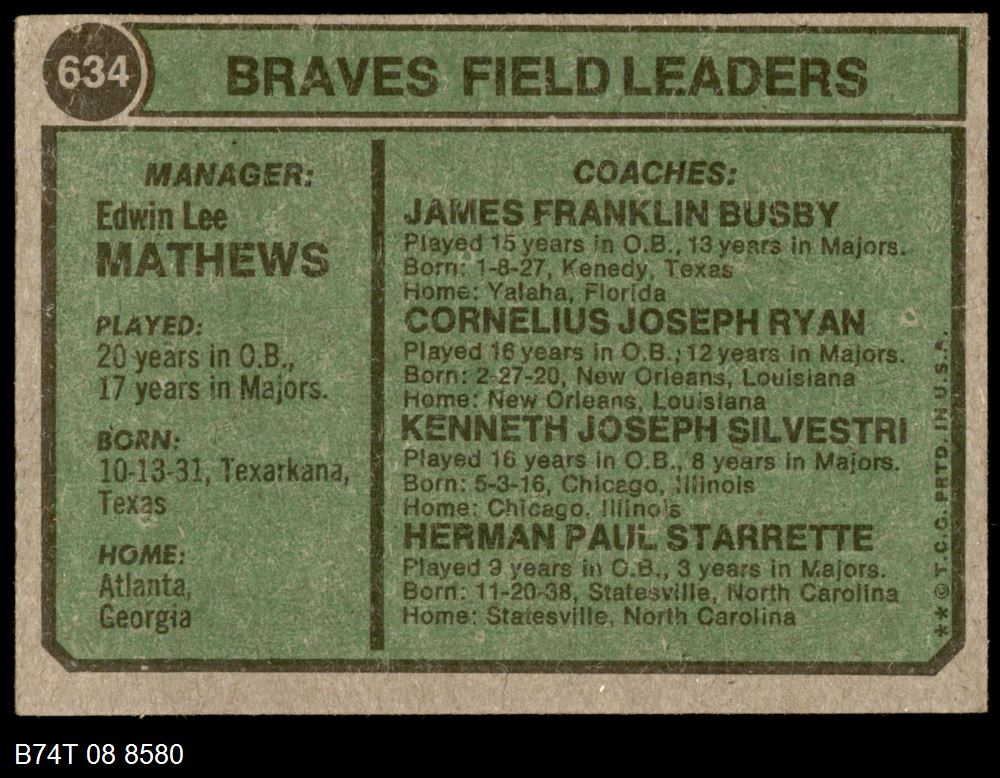 634
BRAVES FIELD LEADERS
MANAGER:
Edwin Lee
MATHEWS
PLAYED:
20 years in O.B.,
17 years in Majors.
BORN:
10-13-31, Texarkana,
Texas
HOME:
Atlanta,
Georgia
COACHES:
JAMES FRANKLIN BUSBY
Played 15 years in O.B., 13 years in Majors.
Born: 1-8-27, Kenedy, Texas
Home: Yalaha, Florida
CORNELIUS JOSEPH RYAN
Played 16 years in O.B.; 12 years in Majors.
Born: 2-27-20, New Orleans, Louisiana
Home: New Orleans, Louisiana
KENNETH JOSEPH SILVESTRI
Played 16 years in O.B., 8 years in Majors.
Born: 5-3-16, Chicago, Illinois
Home: Chicago, Illinois
HERMAN PAUL STARRETTE
Played 9 years in O.B., 3 years in Majors.
Born: 11-20-38, Statesville, North Carolina
Home: Statesville, North Carolina
** © T.C.G. PRTD. IN U.S.A.
B74T 08 8580